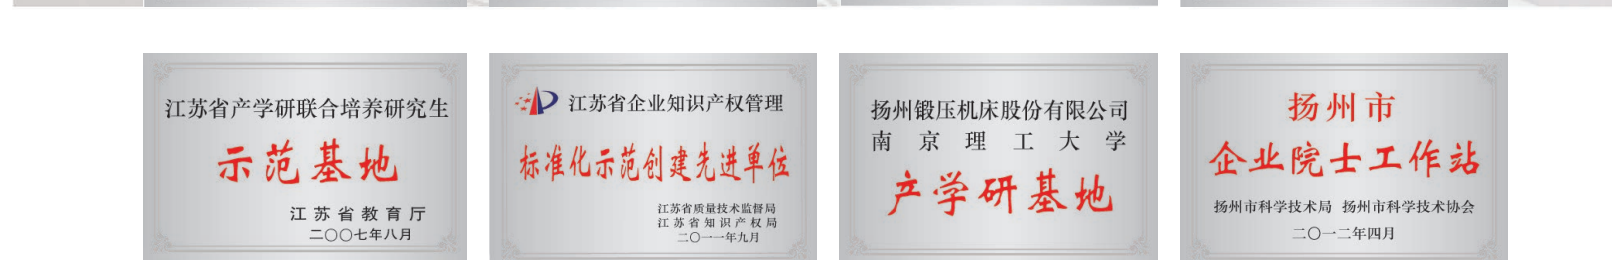 江苏省产学研联合培养研究生
示范基地
江苏省教育厅
二〇〇七年八月
江苏省企业知识产权管理
标准化示范创建先进单位
江苏省质量技术监督局
江苏省知识产权局
二〇一一年九月
扬州锻压机床股份有限公司
南京理工大学
产学研基地
扬州市
企业院士工作站
扬州市科学技术局 扬州市科学技术协会
二〇一二年四月